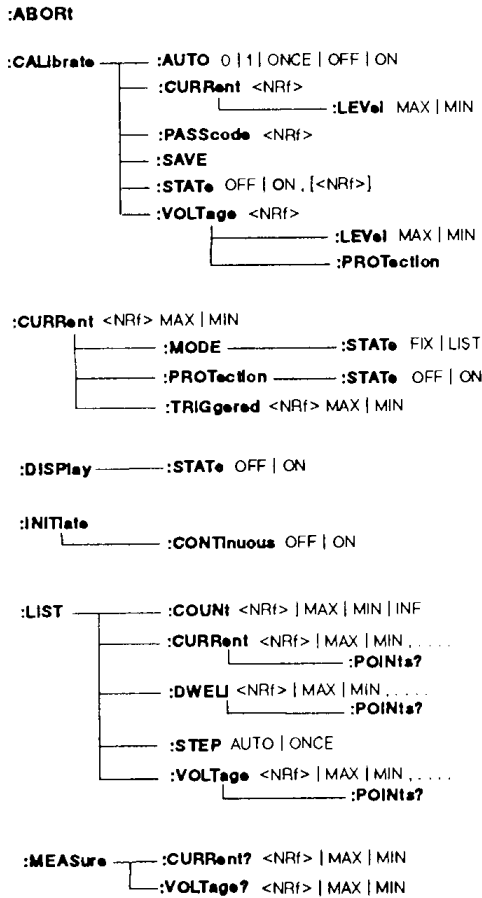 :ABORt
:CALibrate :AUTO 0 | 1 | ONCE | OFF | ON
:CURRent <NRf>
:LEVel MAX | MIN
:PASScode <NRf>
:SAVE
:STATe OFF | ON , [<NRf>]
:VOLTage <NRf>
:LEVel MAX | MIN
:PROTection
:CURRent <NRf> MAX | MIN
:MODE :STATe FIX | LIST
:PROTection :STATe OFF | ON
:TRIGgered <NRf> MAX | MIN
:DISPlay :STATe OFF | ON
:INITiate
:CONTinuous OFF | ON
:LIST :COUNt <NRf> | MAX | MIN | INF
:CURRent <NRf> | MAX | MIN , . . . .
:POINts?
:DWELl <NRf> | MAX | MIN , . . . .
:POINts?
:STEP AUTO | ONCE
:VOLTage <NRf> | MAX | MIN , . . . .
:POINts?
:MEASure :CURRent? <NRf> | MAX | MIN
:VOLTage? <NRf> | MAX | MIN